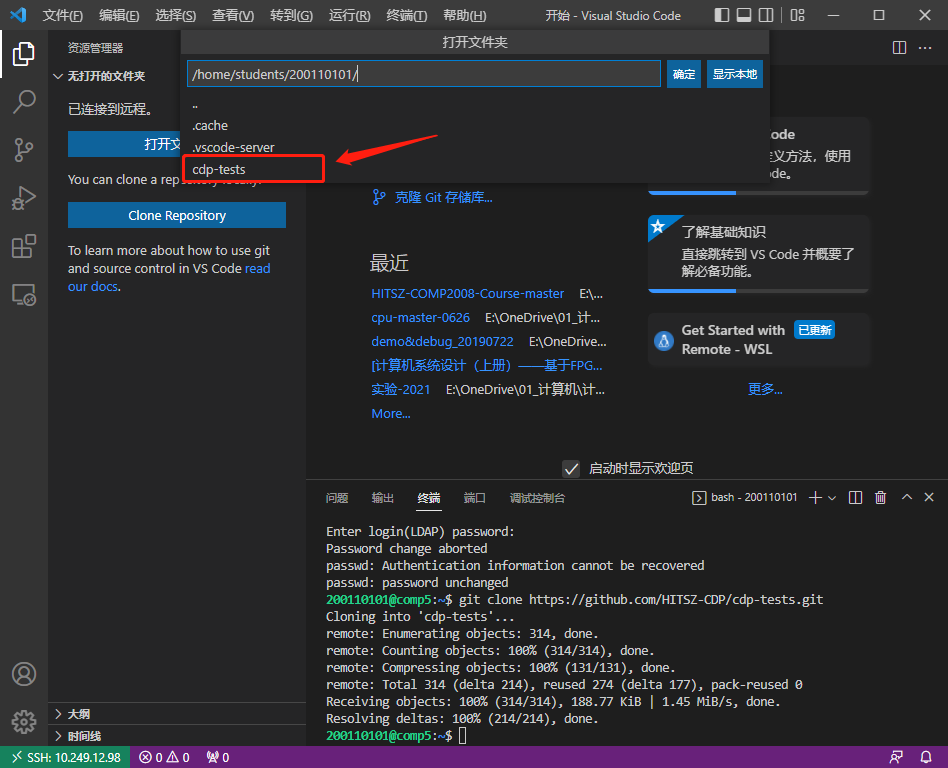 文件(F) 编辑(E) 选择(S) 查看(V) 转到(G) 运行(R) 终端(T) 帮助(H) 开始 - Visual Studio Code
资源管理器
无打开的文件夹
已连接到远程。
打开文
You can clone a repository locally.
Clone Repository
To learn more about how to use git
and source control in VS Code read
our docs.
大纲
时间线
打开文件夹
/home/students/200110101/
确定 显示本地
..
.cache
.vscode-server
cdp-tests
克隆 Git 存储库...
最近
HITSZ-COMP2008-Course-master E:\...
cpu-master-0626 E:\OneDrive\01_计...
demo&debug_20190722 E:\OneDrive...
[计算机系统设计（上册）——基于FPG...
实验-2021 E:\OneDrive\01_计算机\计...
More...
ode
定义方法，使用
ode。
了解基础知识
直接跳转到 VS Code 并概要了
解必备功能。
Get Started with 已更新
Remote - WSL
更多...
启动时显示欢迎页
问题 输出 终端 端口 调试控制台 bash - 200110101
Enter login(LDAP) password:
Password change aborted
passwd: Authentication information cannot be recovered
passwd: password unchanged
200110101@comp5:~$ git clone https://github.com/HITSZ-CDP/cdp-tests.git
Cloning into 'cdp-tests'...
remote: Enumerating objects: 314, done.
remote: Counting objects: 100% (314/314), done.
remote: Compressing objects: 100% (131/131), done.
remote: Total 314 (delta 214), reused 274 (delta 177), pack-reused 0
Receiving objects: 100% (314/314), 188.77 KiB | 1.45 MiB/s, done.
Resolving deltas: 100% (214/214), done.
200110101@comp5:~$
SSH: 10.249.12.98 0 0 0